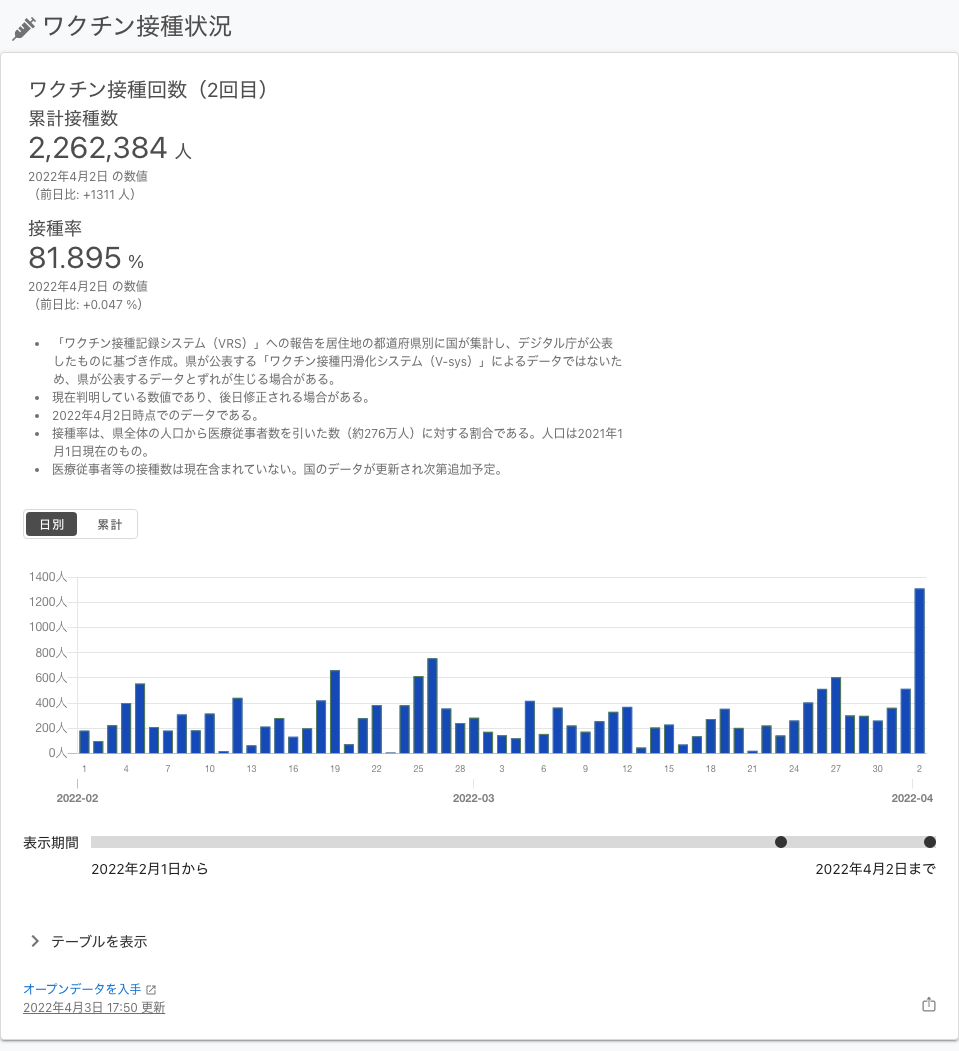 ワクチン接種状況
ワクチン接種回数（2回目）
累計接種数
2,262,384 人
2022年4月2日 の数値
（前日比: +1311 人）
接種率
81.895 %
2022年4月2日 の数値
（前日比: +0.047 %）
• 「ワクチン接種記録システム（VRS）」への報告を居住地の都道府県別に国が集計し、デジタル庁が公表
したものに基づき作成。県が公表する「ワクチン接種円滑化システム（V-sys）」によるデータではないた
め、県が公表するデータとずれが生じる場合がある。
• 現在判明している数値であり、後日修正される場合がある。
• 2022年4月2日時点でのデータである。
• 接種率は、県全体の人口から医療従事者数を引いた数（約276万人）に対する割合である。人口は2021年1
月1日現在のもの。
• 医療従事者等の接種数は現在含まれていない。国のデータが更新され次第追加予定。
日別 累計
1400人
1200人
1000人
800人
600人
400人
200人
0人
1 4 7 10 13 16 19 22 25 28 3 6 9 12 15 18 21 24 27 30 2
2022-02 2022-03 2022-04
表示期間
2022年2月1日から 2022年4月2日まで
テーブルを表示
オープンデータを入手
2022年4月3日 17:50 更新